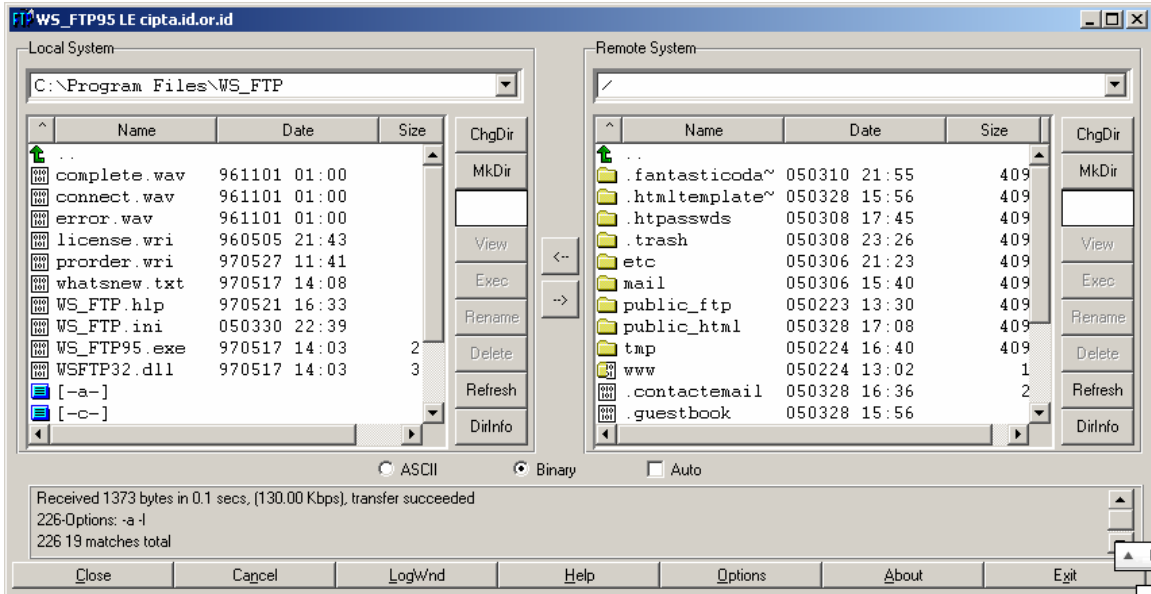 WS_FTP95 LE cipta.id.or.id
Local System
C:\Program Files\WS_FTP
^ Name Date Size
..
complete.wav 961101 01:00
connect.wav 961101 01:00
error.wav 961101 01:00
license.wri 960505 21:43
prorder.wri 970527 11:41
whatsnew.txt 970517 14:08
WS_FTP.hlp 970521 16:33
WS_FTP.ini 050330 22:39
WS_FTP95.exe 970517 14:03 2
WSFTP32.dll 970517 14:03 3
[-a-]
[-c-]
ChgDir
MkDir
View
Exec
Rename
Delete
Refresh
DirInfo
<--
-->
Remote System
/
^ Name Date Size
..
.fantasticoda~ 050310 21:55 409
.htmltemplate~ 050328 15:56 409
.htpasswds 050308 17:45 409
.trash 050308 23:26 409
etc 050306 21:23 409
mail 050306 15:40 409
public_ftp 050223 13:30 409
public_html 050328 17:08 409
tmp 050224 16:40 409
www 050224 13:02 1
.contactemail 050328 16:36 2
.guestbook 050328 15:56
ChgDir
MkDir
View
Exec
Rename
Delete
Refresh
DirInfo
ASCII Binary Auto
Received 1373 bytes in 0.1 secs, (130.00 Kbps), transfer succeeded
226-Options: -a -l
226 19 matches total
Close Cancel LogWnd Help Options About Exit